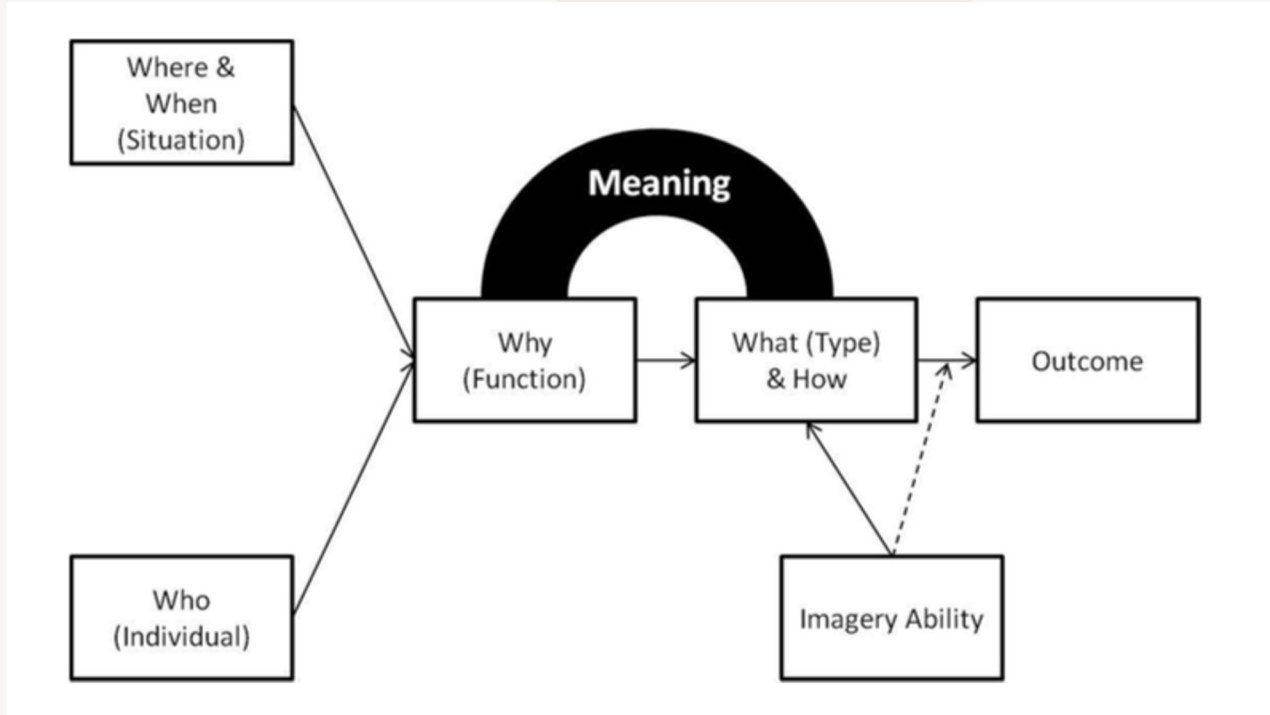 Where &
When
(Situation)
Meaning
Why
(Function)
What (Type)
& How
Outcome
Who
(Individual)
Imagery Ability